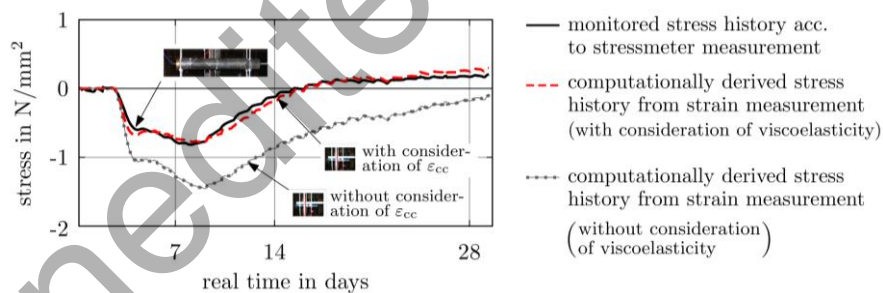 1
0
-1
-2
stress in N/mm²
7
14
28
real time in days
with consider-
ation of εcc
without consider-
ation of εcc
monitored stress history acc.
to stressmeter measurement
computationally derived stress
history from strain measurement
(with consideration of viscoelasticity)
computationally derived stress
history from strain measurement
(without consideration
of viscoelasticity)
nedite